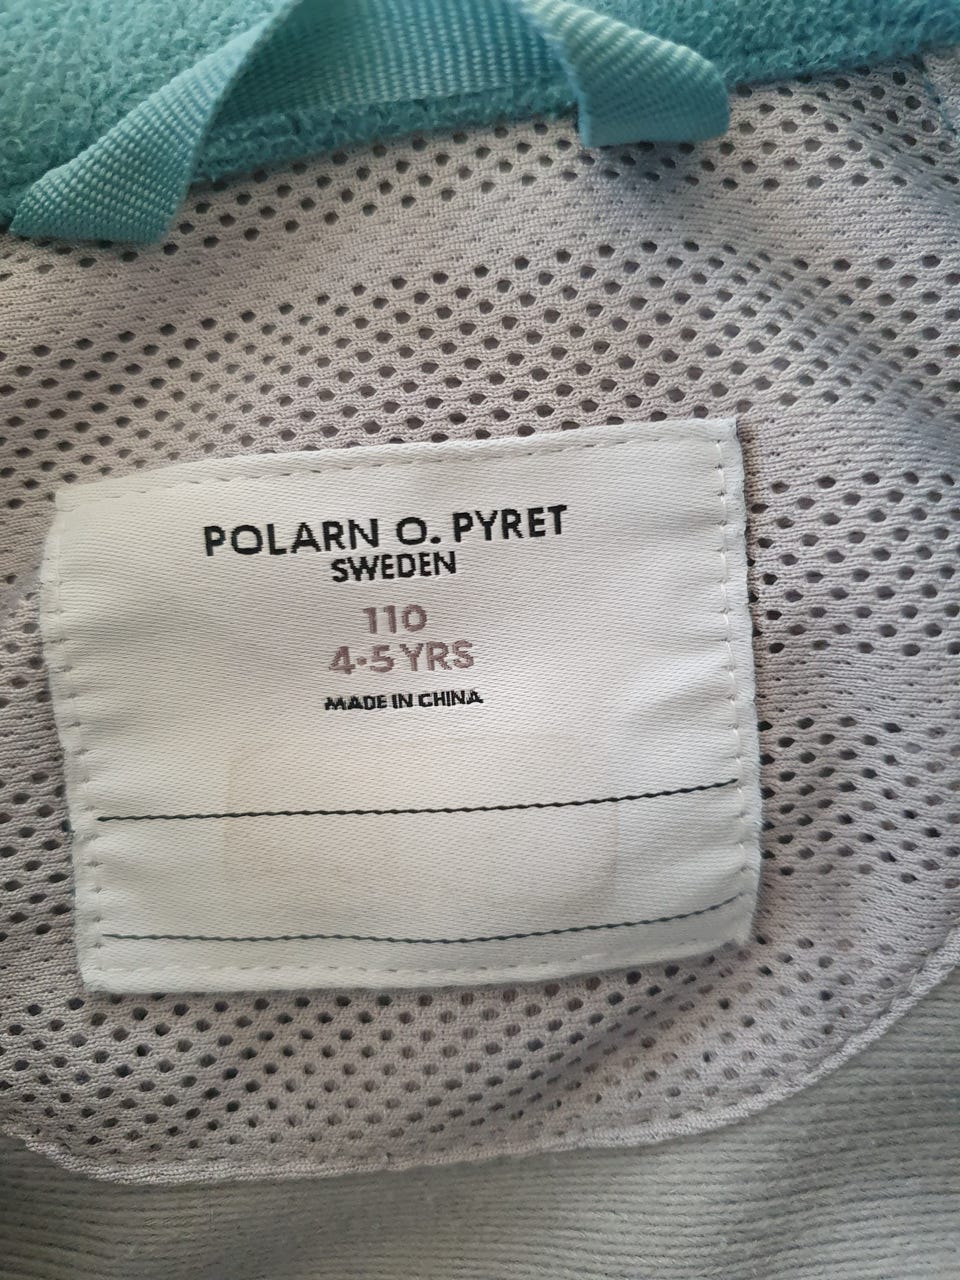 POLARN O. PYRET
SWEDEN
110
4-5 YRS
MADE IN CHINA